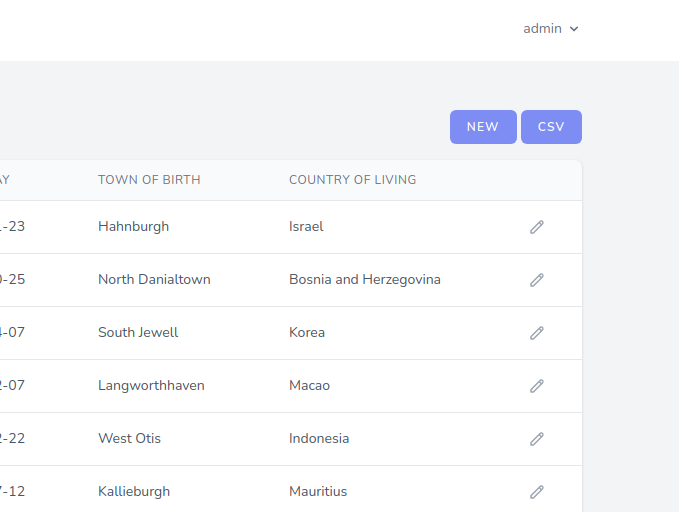 admin
NEW CSV
AY TOWN OF BIRTH COUNTRY OF LIVING
-23 Hahnburgh Israel
0-25 North Danialtown Bosnia and Herzegovina
4-07 South Jewell Korea
2-07 Langworthhaven Macao
2-22 West Otis Indonesia
7-12 Kallieburgh Mauritius